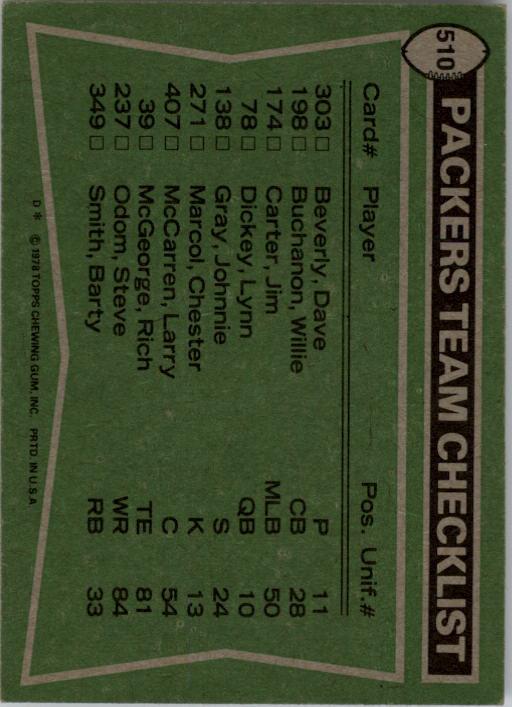 510
PACKERS TEAM CHECKLIST
Card# Player Pos. Unif.#
303 □ Beverly, Dave P 11
198 □ Buchanon, Willie CB 28
174 □ Carter, Jim MLB 50
78 □ Dickey, Lynn QB 10
138 □ Gray, Johnnie S 24
271 □ Marcol, Chester K 13
407 □ McCarren, Larry C 54
39 □ McGeorge, Rich TE 81
237 □ Odom, Steve WR 84
349 □ Smith, Barty RB 33
D * © 1978 TOPPS CHEWING GUM, INC. PRTD. IN U.S.A